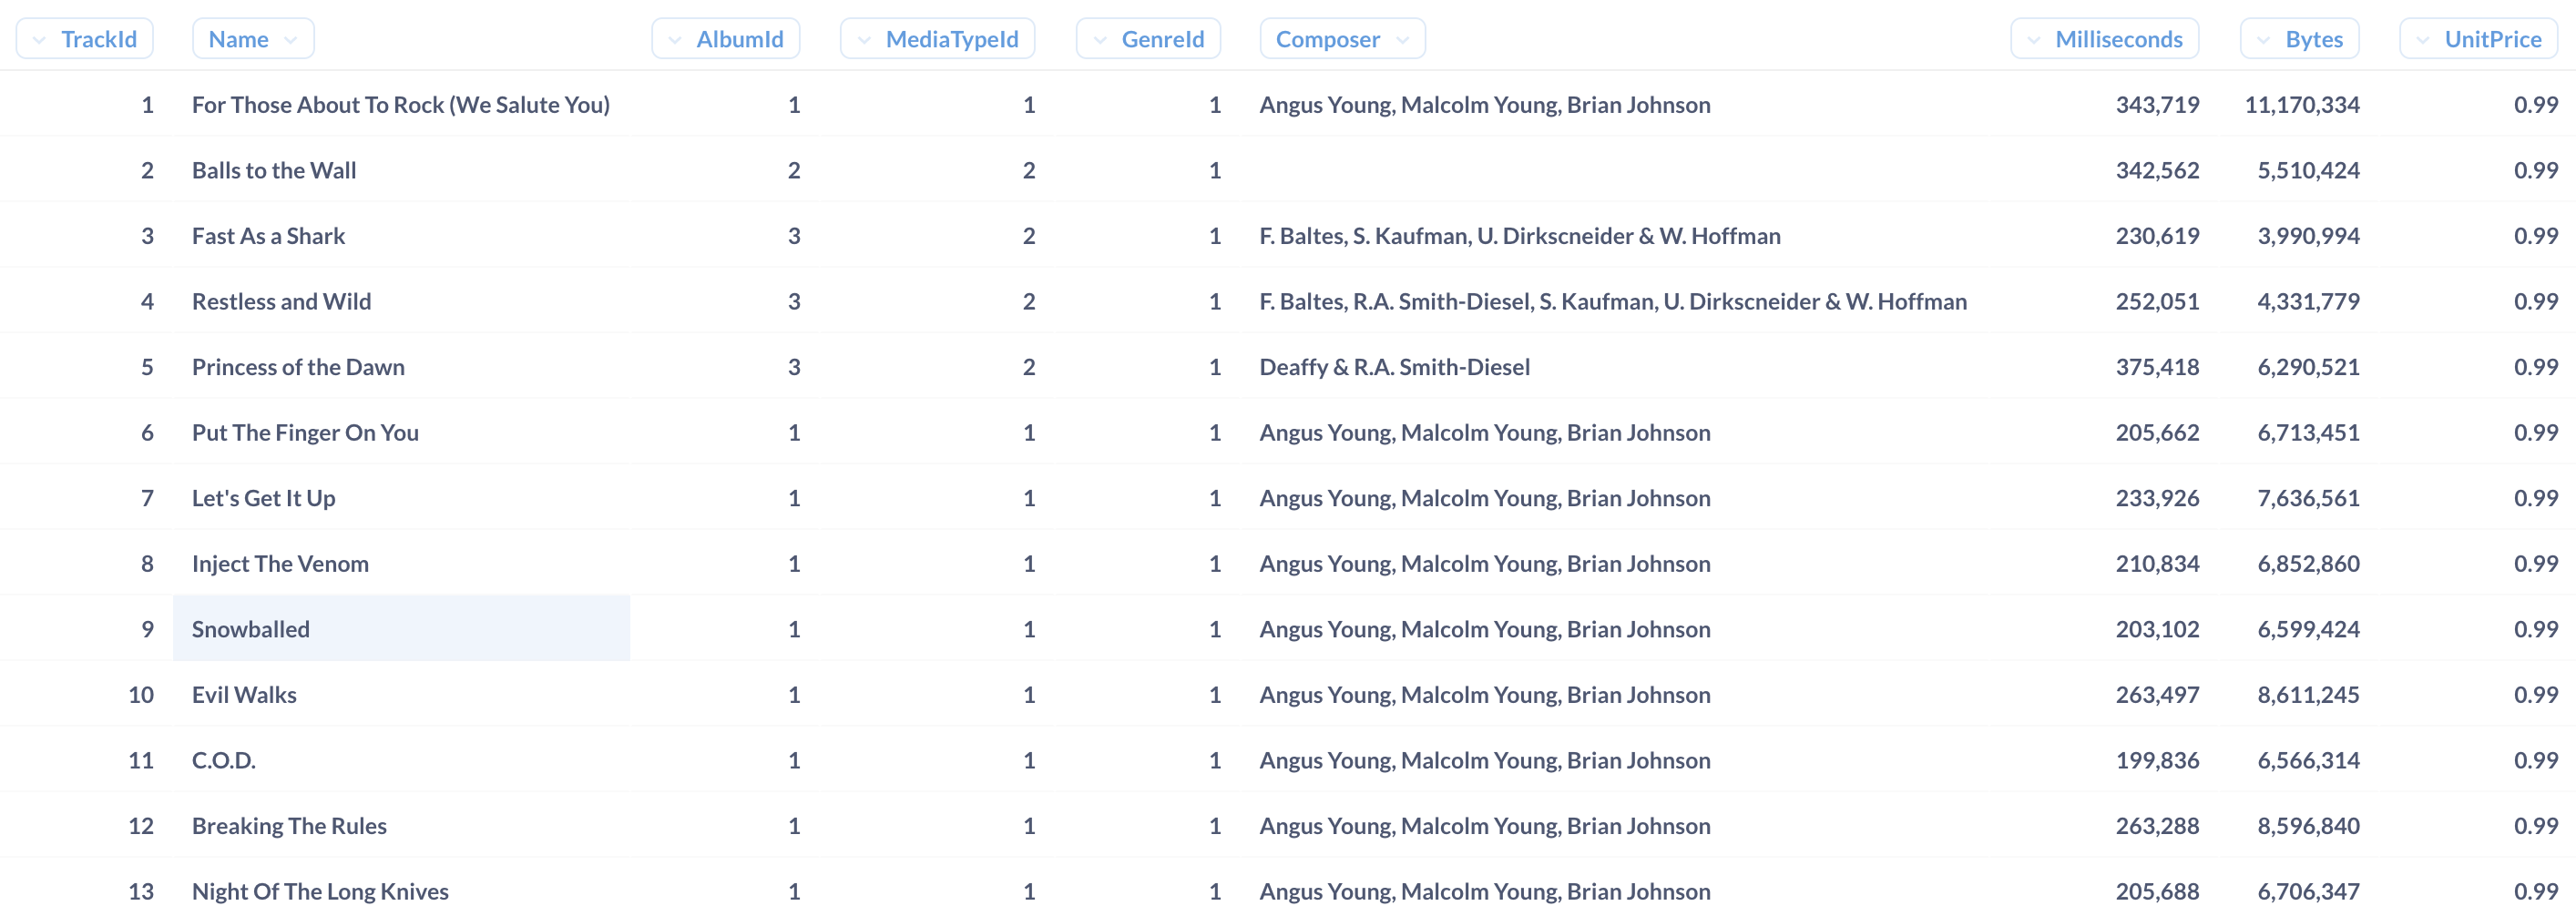 TrackId Name AlbumId MediaTypeId GenreId Composer Milliseconds Bytes UnitPrice
1 For Those About To Rock (We Salute You) 1 1 1 Angus Young, Malcolm Young, Brian Johnson 343,719 11,170,334 0.99
2 Balls to the Wall 2 2 1 342,562 5,510,424 0.99
3 Fast As a Shark 3 2 1 F. Baltes, S. Kaufman, U. Dirkscneider & W. Hoffman 230,619 3,990,994 0.99
4 Restless and Wild 3 2 1 F. Baltes, R.A. Smith-Diesel, S. Kaufman, U. Dirkscneider & W. Hoffman 252,051 4,331,779 0.99
5 Princess of the Dawn 3 2 1 Deaffy & R.A. Smith-Diesel 375,418 6,290,521 0.99
6 Put The Finger On You 1 1 1 Angus Young, Malcolm Young, Brian Johnson 205,662 6,713,451 0.99
7 Let's Get It Up 1 1 1 Angus Young, Malcolm Young, Brian Johnson 233,926 7,636,561 0.99
8 Inject The Venom 1 1 1 Angus Young, Malcolm Young, Brian Johnson 210,834 6,852,860 0.99
9 Snowballed 1 1 1 Angus Young, Malcolm Young, Brian Johnson 203,102 6,599,424 0.99
10 Evil Walks 1 1 1 Angus Young, Malcolm Young, Brian Johnson 263,497 8,611,245 0.99
11 C.O.D. 1 1 1 Angus Young, Malcolm Young, Brian Johnson 199,836 6,566,314 0.99
12 Breaking The Rules 1 1 1 Angus Young, Malcolm Young, Brian Johnson 263,288 8,596,840 0.99
13 Night Of The Long Knives 1 1 1 Angus Young, Malcolm Young, Brian Johnson 205,688 6,706,347 0.99